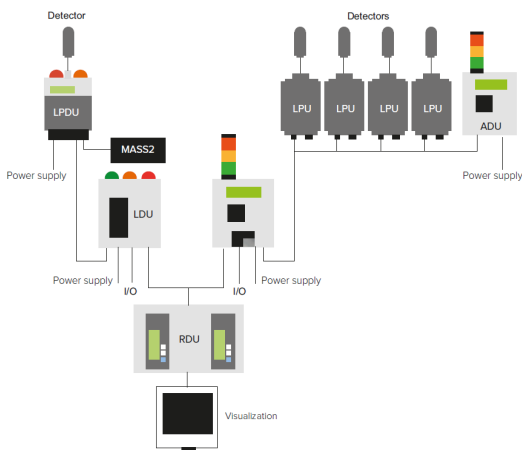 Detector
Detectors
LPDU
LPU
LPU
LPU
LPU
ADU
MASS2
Power supply
Power supply
LDU
Power supply
I/O
I/O
Power supply
RDU
Visualization